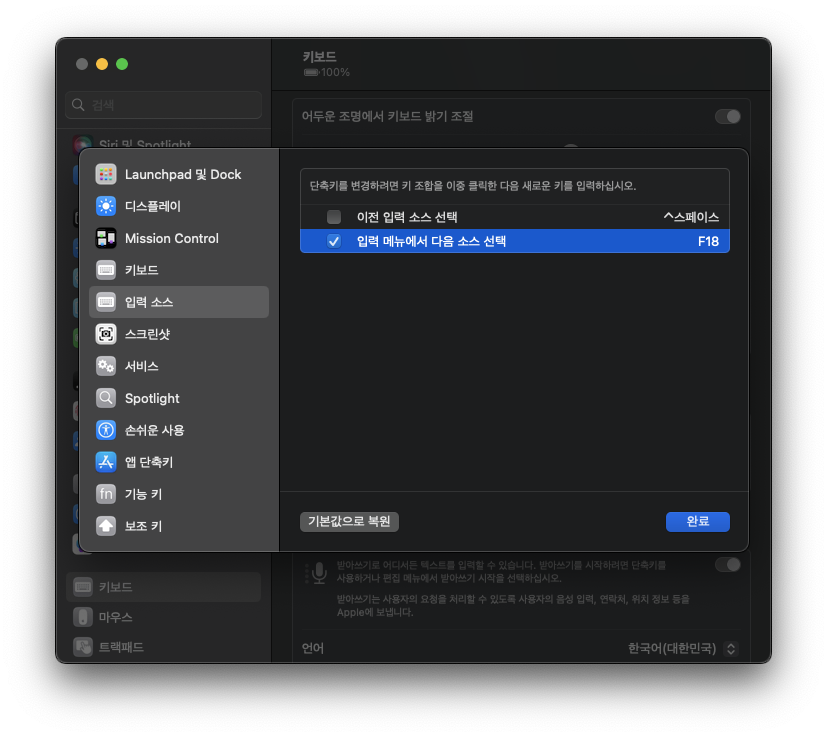 키보드
100%
검색
어두운 조명에서 키보드 밝기 조절
Siri 및 Spotlight
Launchpad 및 Dock
디스플레이
Mission Control
키보드
입력 소스
스크린샷
서비스
Spotlight
손쉬운 사용
앱 단축키
기능 키
보조 키
단축키를 변경하려면 키 조합을 이중 클릭한 다음 새로운 키를 입력하십시오.
이전 입력 소스 선택 ^스페이스
입력 메뉴에서 다음 소스 선택 F18
기본값으로 복원
완료
키보드
마우스
트랙패드
받아쓰기로 어디서든 텍스트를 입력할 수 있습니다. 받아쓰기를 시작하려면 단축키를
사용하거나 편집 메뉴에서 받아쓰기 시작을 선택하십시오.
받아쓰기는 사용자의 요청을 처리할 수 있도록 사용자의 음성 입력, 연락처, 위치 정보 등을
Apple에 보냅니다.
언어 한국어(대한민국)